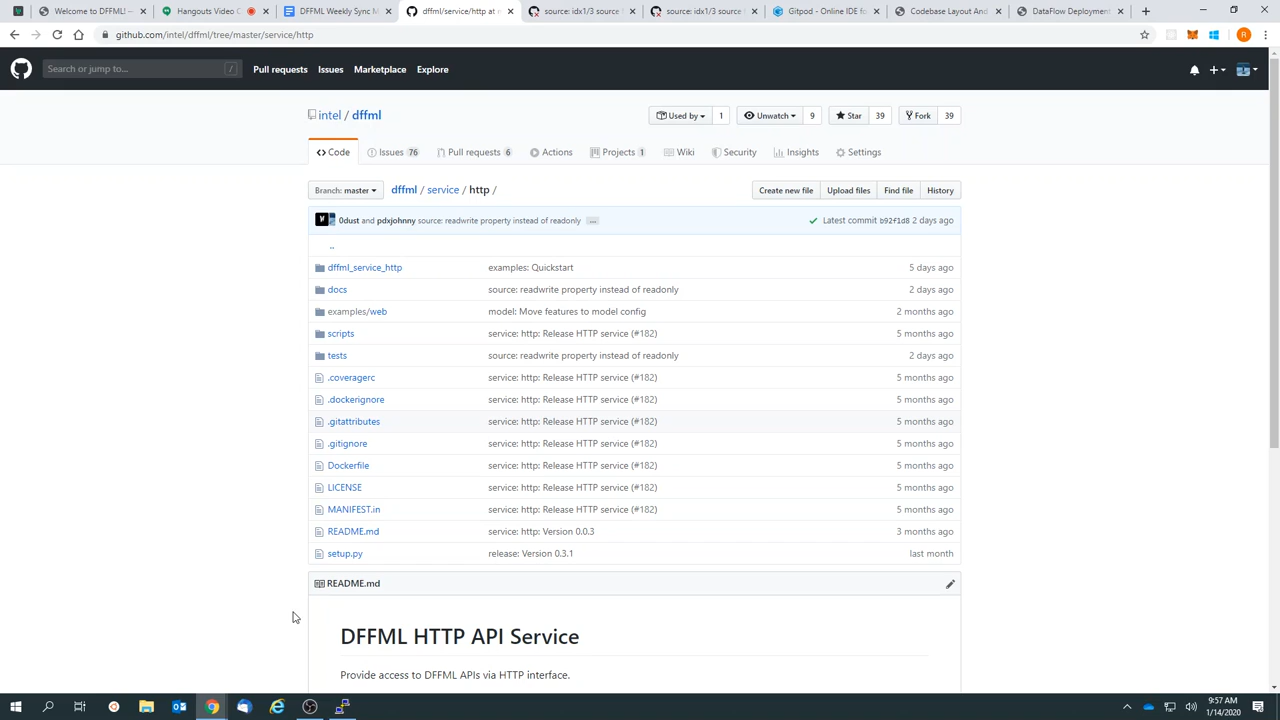 Welcome to DFFML! —
Hangouts Video C
DFFML Weekly Sync M
dffml/service/http at m
source: idx1/3 source
source: idx1/3 source
Gitpod - Online IDE fo
Codebase Layout And
DataFlow Deployment
github.com/intel/dffml/tree/master/service/http
R
Search or jump to...
/
Pull requests
Issues
Marketplace
Explore
intel / dffml
Used by
1
Unwatch
9
Star
39
Fork
39
Code
Issues 76
Pull requests 6
Actions
Projects 1
Wiki
Security
Insights
Settings
Branch: master
dffml / service / http /
Create new file
Upload files
Find file
History
0dust and pdxjohnny source: readwrite property instead of readonly ...
Latest commit b92f1d8 2 days ago
..
dffml_service_http examples: Quickstart 5 days ago
docs source: readwrite property instead of readonly 2 days ago
examples/web model: Move features to model config 2 months ago
scripts service: http: Release HTTP service (#182) 5 months ago
tests source: readwrite property instead of readonly 2 days ago
.coveragerc service: http: Release HTTP service (#182) 5 months ago
.dockerignore service: http: Release HTTP service (#182) 5 months ago
.gitattributes service: http: Release HTTP service (#182) 5 months ago
.gitignore service: http: Release HTTP service (#182) 5 months ago
Dockerfile service: http: Release HTTP service (#182) 5 months ago
LICENSE service: http: Release HTTP service (#182) 5 months ago
MANIFEST.in service: http: Release HTTP service (#182) 5 months ago
README.md service: http: Version 0.0.3 3 months ago
setup.py release: Version 0.3.1 last month
README.md
DFFML HTTP API Service
Provide access to DFFML APIs via HTTP interface.
9:57 AM
1/14/2020